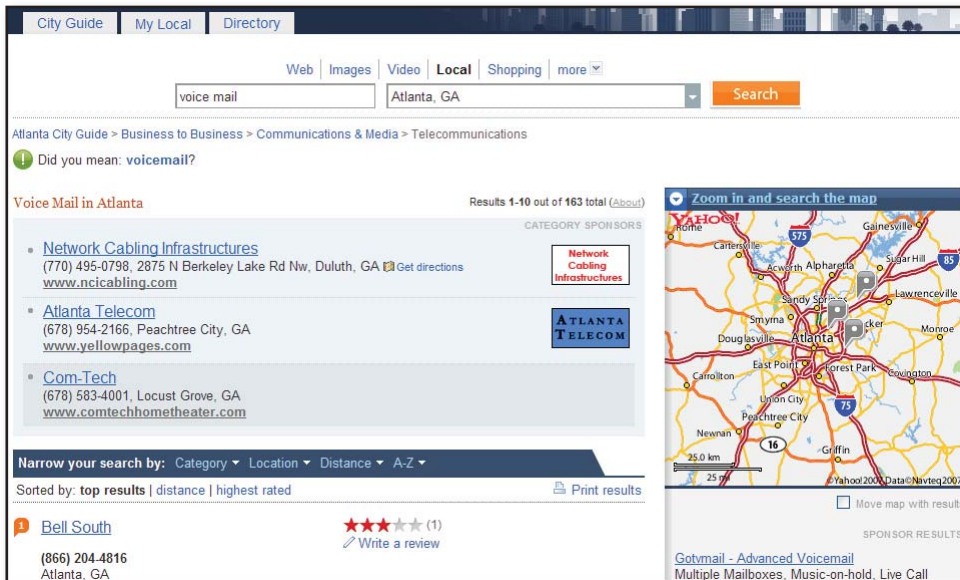 City Guide My Local Directory
Web Images Video Local Shopping more
voice mail Atlanta, GA Search
Atlanta City Guide > Business to Business > Communications & Media > Telecommunications
Did you mean: voicemail?
Voice Mail in Atlanta Results 1-10 out of 163 total (About)
CATEGORY SPONSORS
Network Cabling Infrastructures
(770) 495-0798, 2875 N Berkeley Lake Rd Nw, Duluth, GA Get directions
www.ncicabling.com
Network
Cabling
Infrastructures
Atlanta Telecom
(678) 954-2166, Peachtree City, GA
www.yellowpages.com
ATLANTA
TELECOM
Com-Tech
(678) 583-4001, Locust Grove, GA
www.comtechhometheater.com
Narrow your search by: Category Location Distance A-Z
Sorted by: top results | distance | highest rated Print results
1 Bell South (1)
Write a review
(866) 204-4816
Atlanta, GA
Zoom in and search the map
YAHOO!
Rome Gainesville
575
Cartersville Sugar Hill 85
Acworth Alpharetta
Lawrenceville
Sandy Springs
Smyrna Monroe
Douglasville Atlanta
East Point Forest Park Covington
Carrollton
Union City 75
Peachtree City
Newnan 16
Griffin
25.0 km
©Yahoo!2007, Data©Navteq2007
Move map with results
SPONSOR RESULTS
Gotvmail - Advanced Voicemail
Multiple Mailboxes, Music-on-hold, Live Call